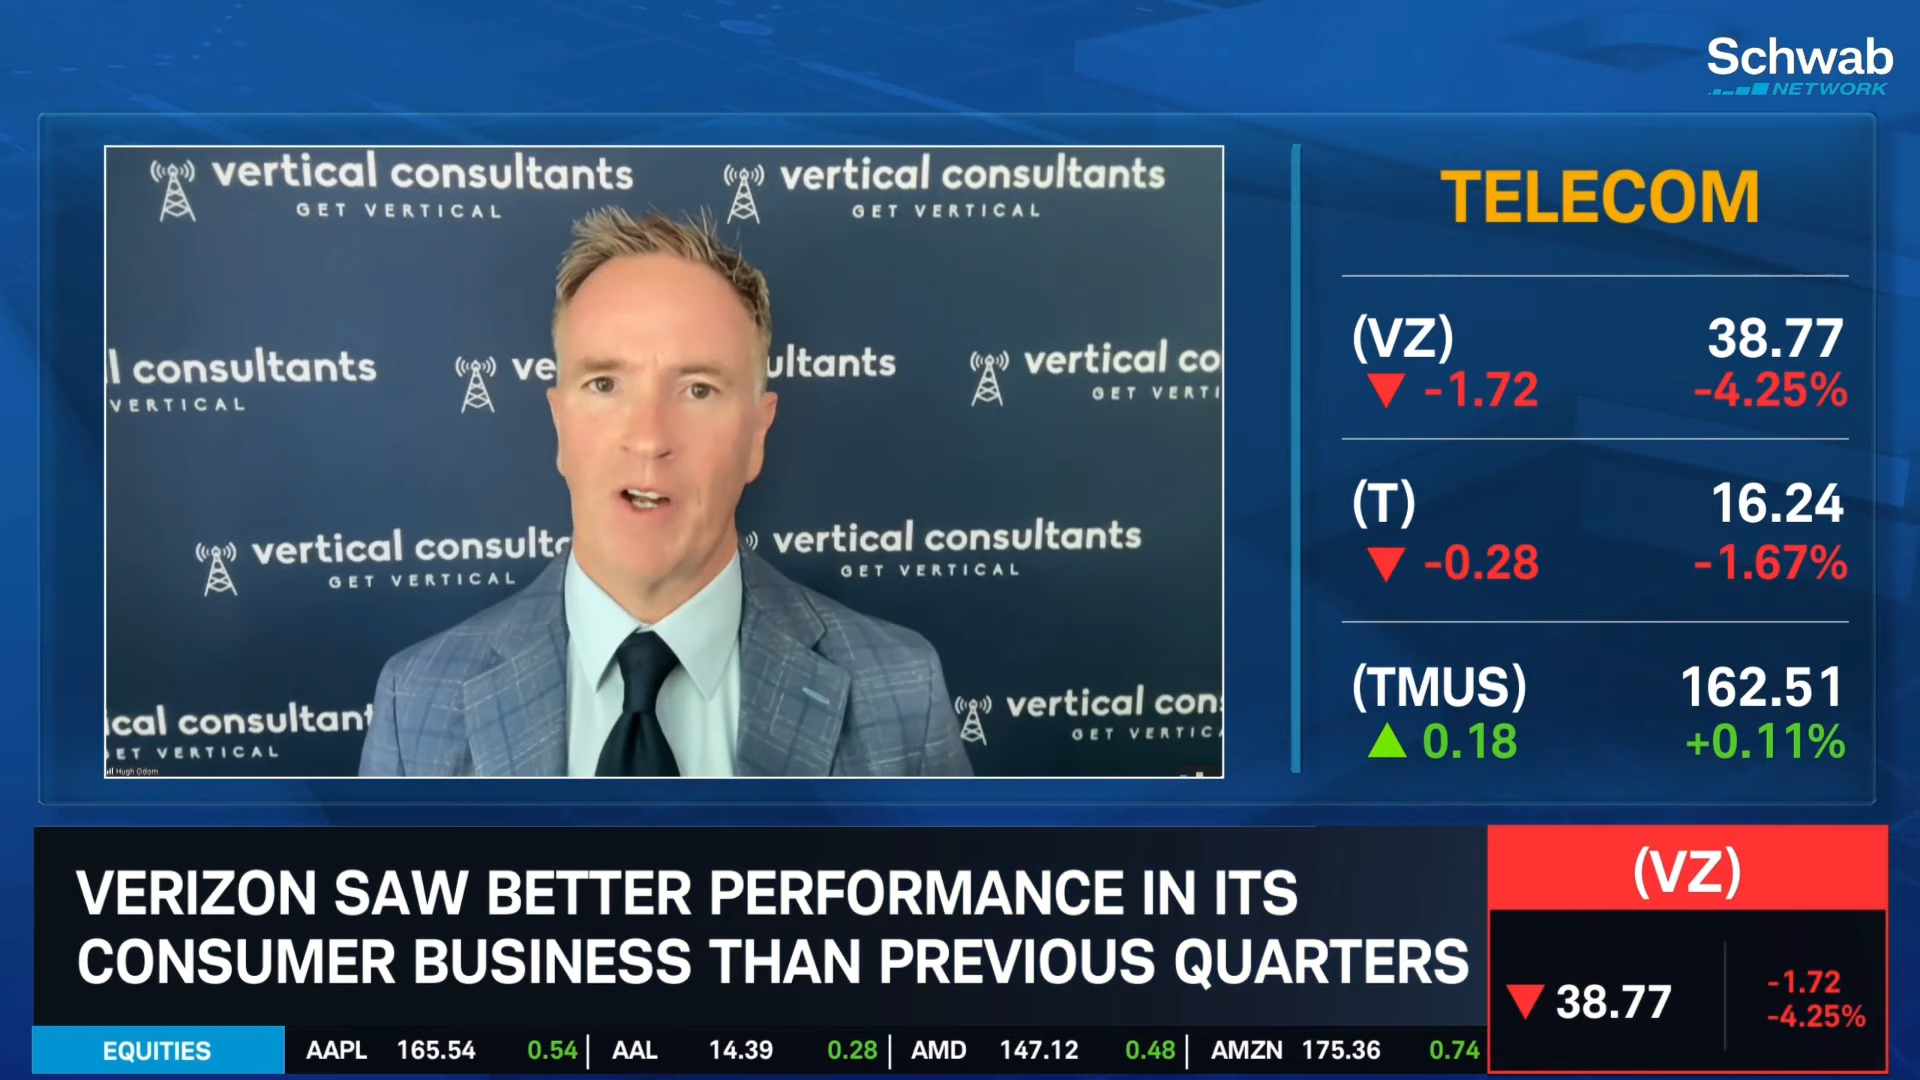 Schwab
NETWORK
vertical consultants
GET VERTICAL
vertical consultants
GET VERTICAL
l consultants
VERTICAL
ve
ultants
vertical co
GET VERTI
vertical consult
GET VERTICAL
vertical consultants
GET VERTICAL
ical consultant
GET VERTICAL
vertical con
GET VERTICA
Hugh Odom
TELECOM
(VZ) 38.77
▼ -1.72 -4.25%
(T) 16.24
▼ -0.28 -1.67%
(TMUS) 162.51
▲ 0.18 +0.11%
VERIZON SAW BETTER PERFORMANCE IN ITS
CONSUMER BUSINESS THAN PREVIOUS QUARTERS
(VZ)
▼ 38.77
-1.72
-4.25%
EQUITIES AAPL 165.54 0.54 | AAL 14.39 0.28 | AMD 147.12 0.48 | AMZN 175.36 0.74